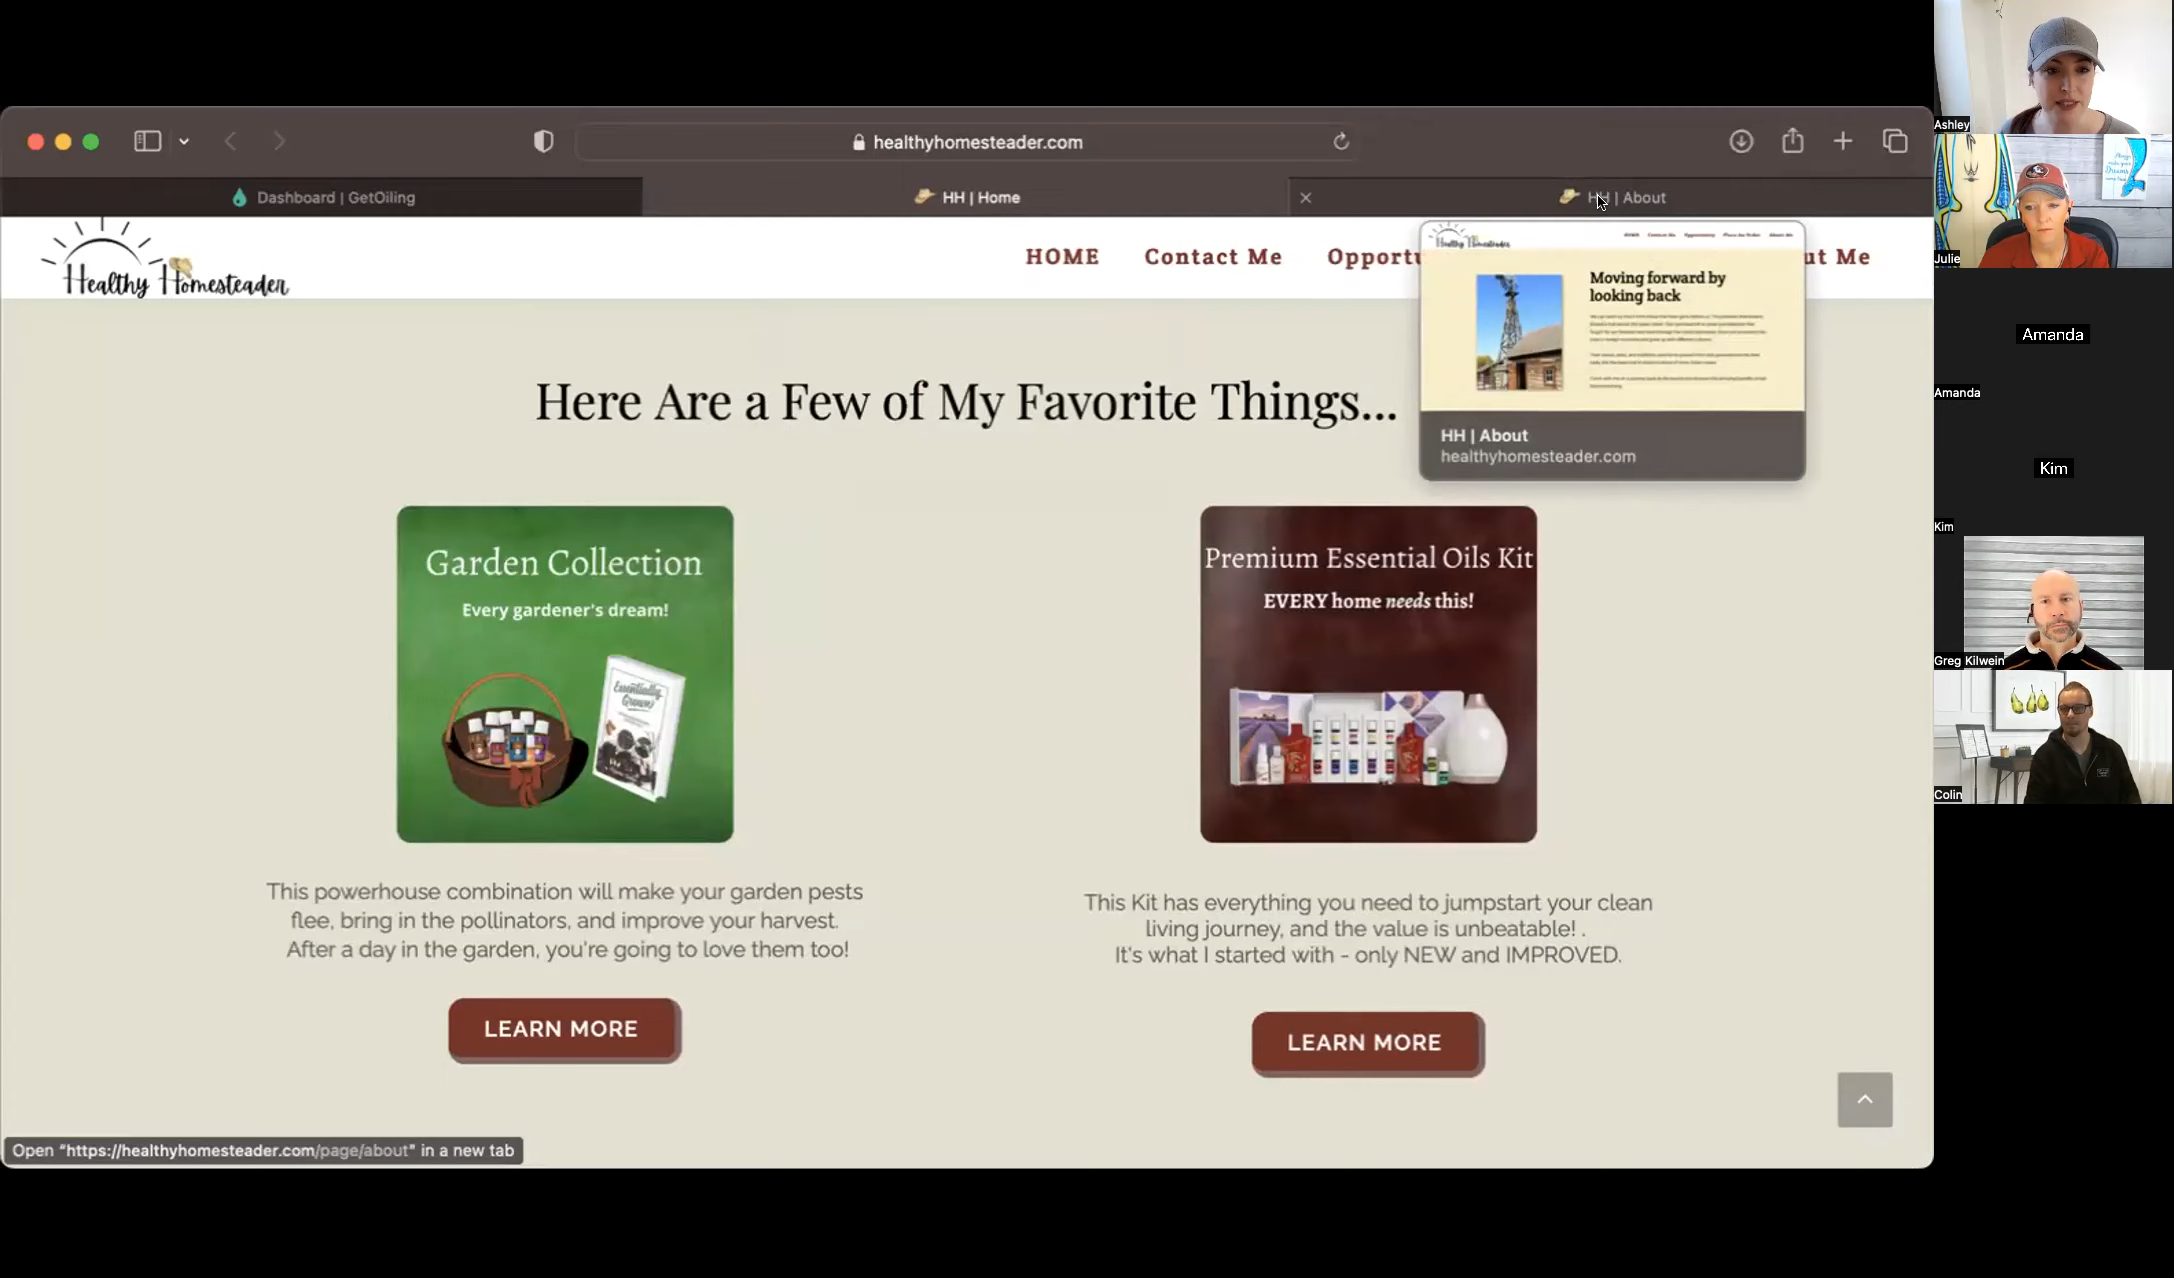 healthyhomesteader.com
Dashboard | GetOiling
HH | Home
HH | About
Healthy Homesteader
HOME
Contact Me
Opportu
ut Me
Healthy Homesteader
Moving forward by
looking back
HH | About
healthyhomesteader.com
Here Are a Few of My Favorite Things...
Garden Collection
Every gardener's dream!
Essentially
Grown
This powerhouse combination will make your garden pests
flee, bring in the pollinators, and improve your harvest.
After a day in the garden, you're going to love them too!
LEARN MORE
Premium Essential Oils Kit
EVERY home needs this!
This Kit has everything you need to jumpstart your clean
living journey, and the value is unbeatable! .
It's what I started with - only NEW and IMPROVED.
LEARN MORE
Open “https://healthyhomesteader.com/page/about” in a new tab
Ashley
Julie
Amanda
Amanda
Kim
Kim
Greg Kilwein
Colin